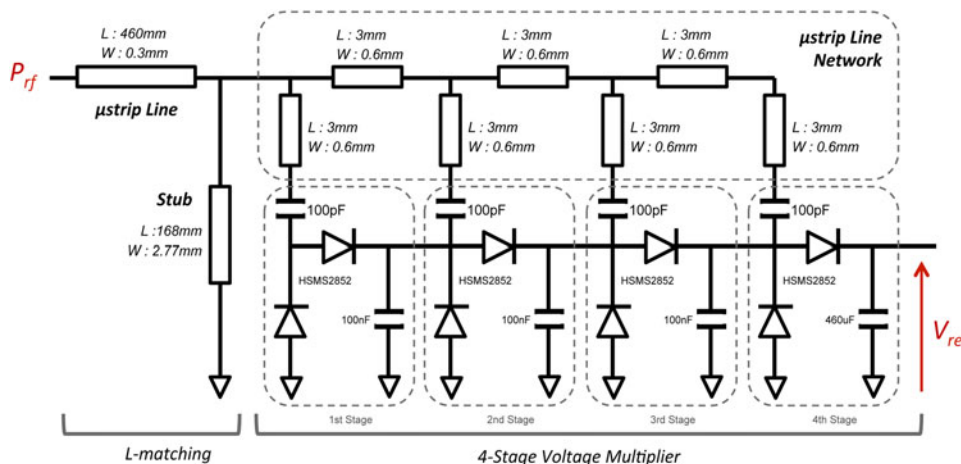 L : 460mm
W : 0.3mm
L : 3mm
W : 0.6mm
L : 3mm
W : 0.6mm
L : 3mm
W : 0.6mm
μstrip Line
Network
Prf
μstrip Line
L : 3mm
W : 0.6mm
L : 3mm
W : 0.6mm
L : 3mm
W : 0.6mm
L : 3mm
W : 0.6mm
Stub
L :168mm
W : 2.77mm
100pF
100pF
100pF
100pF
HSMS2852
HSMS2852
HSMS2852
HSMS2852
100nF
100nF
100nF
460uF
Vre
1st Stage
2nd Stage
3rd Stage
4th Stage
L-matching
4-Stage Voltage Multiplier